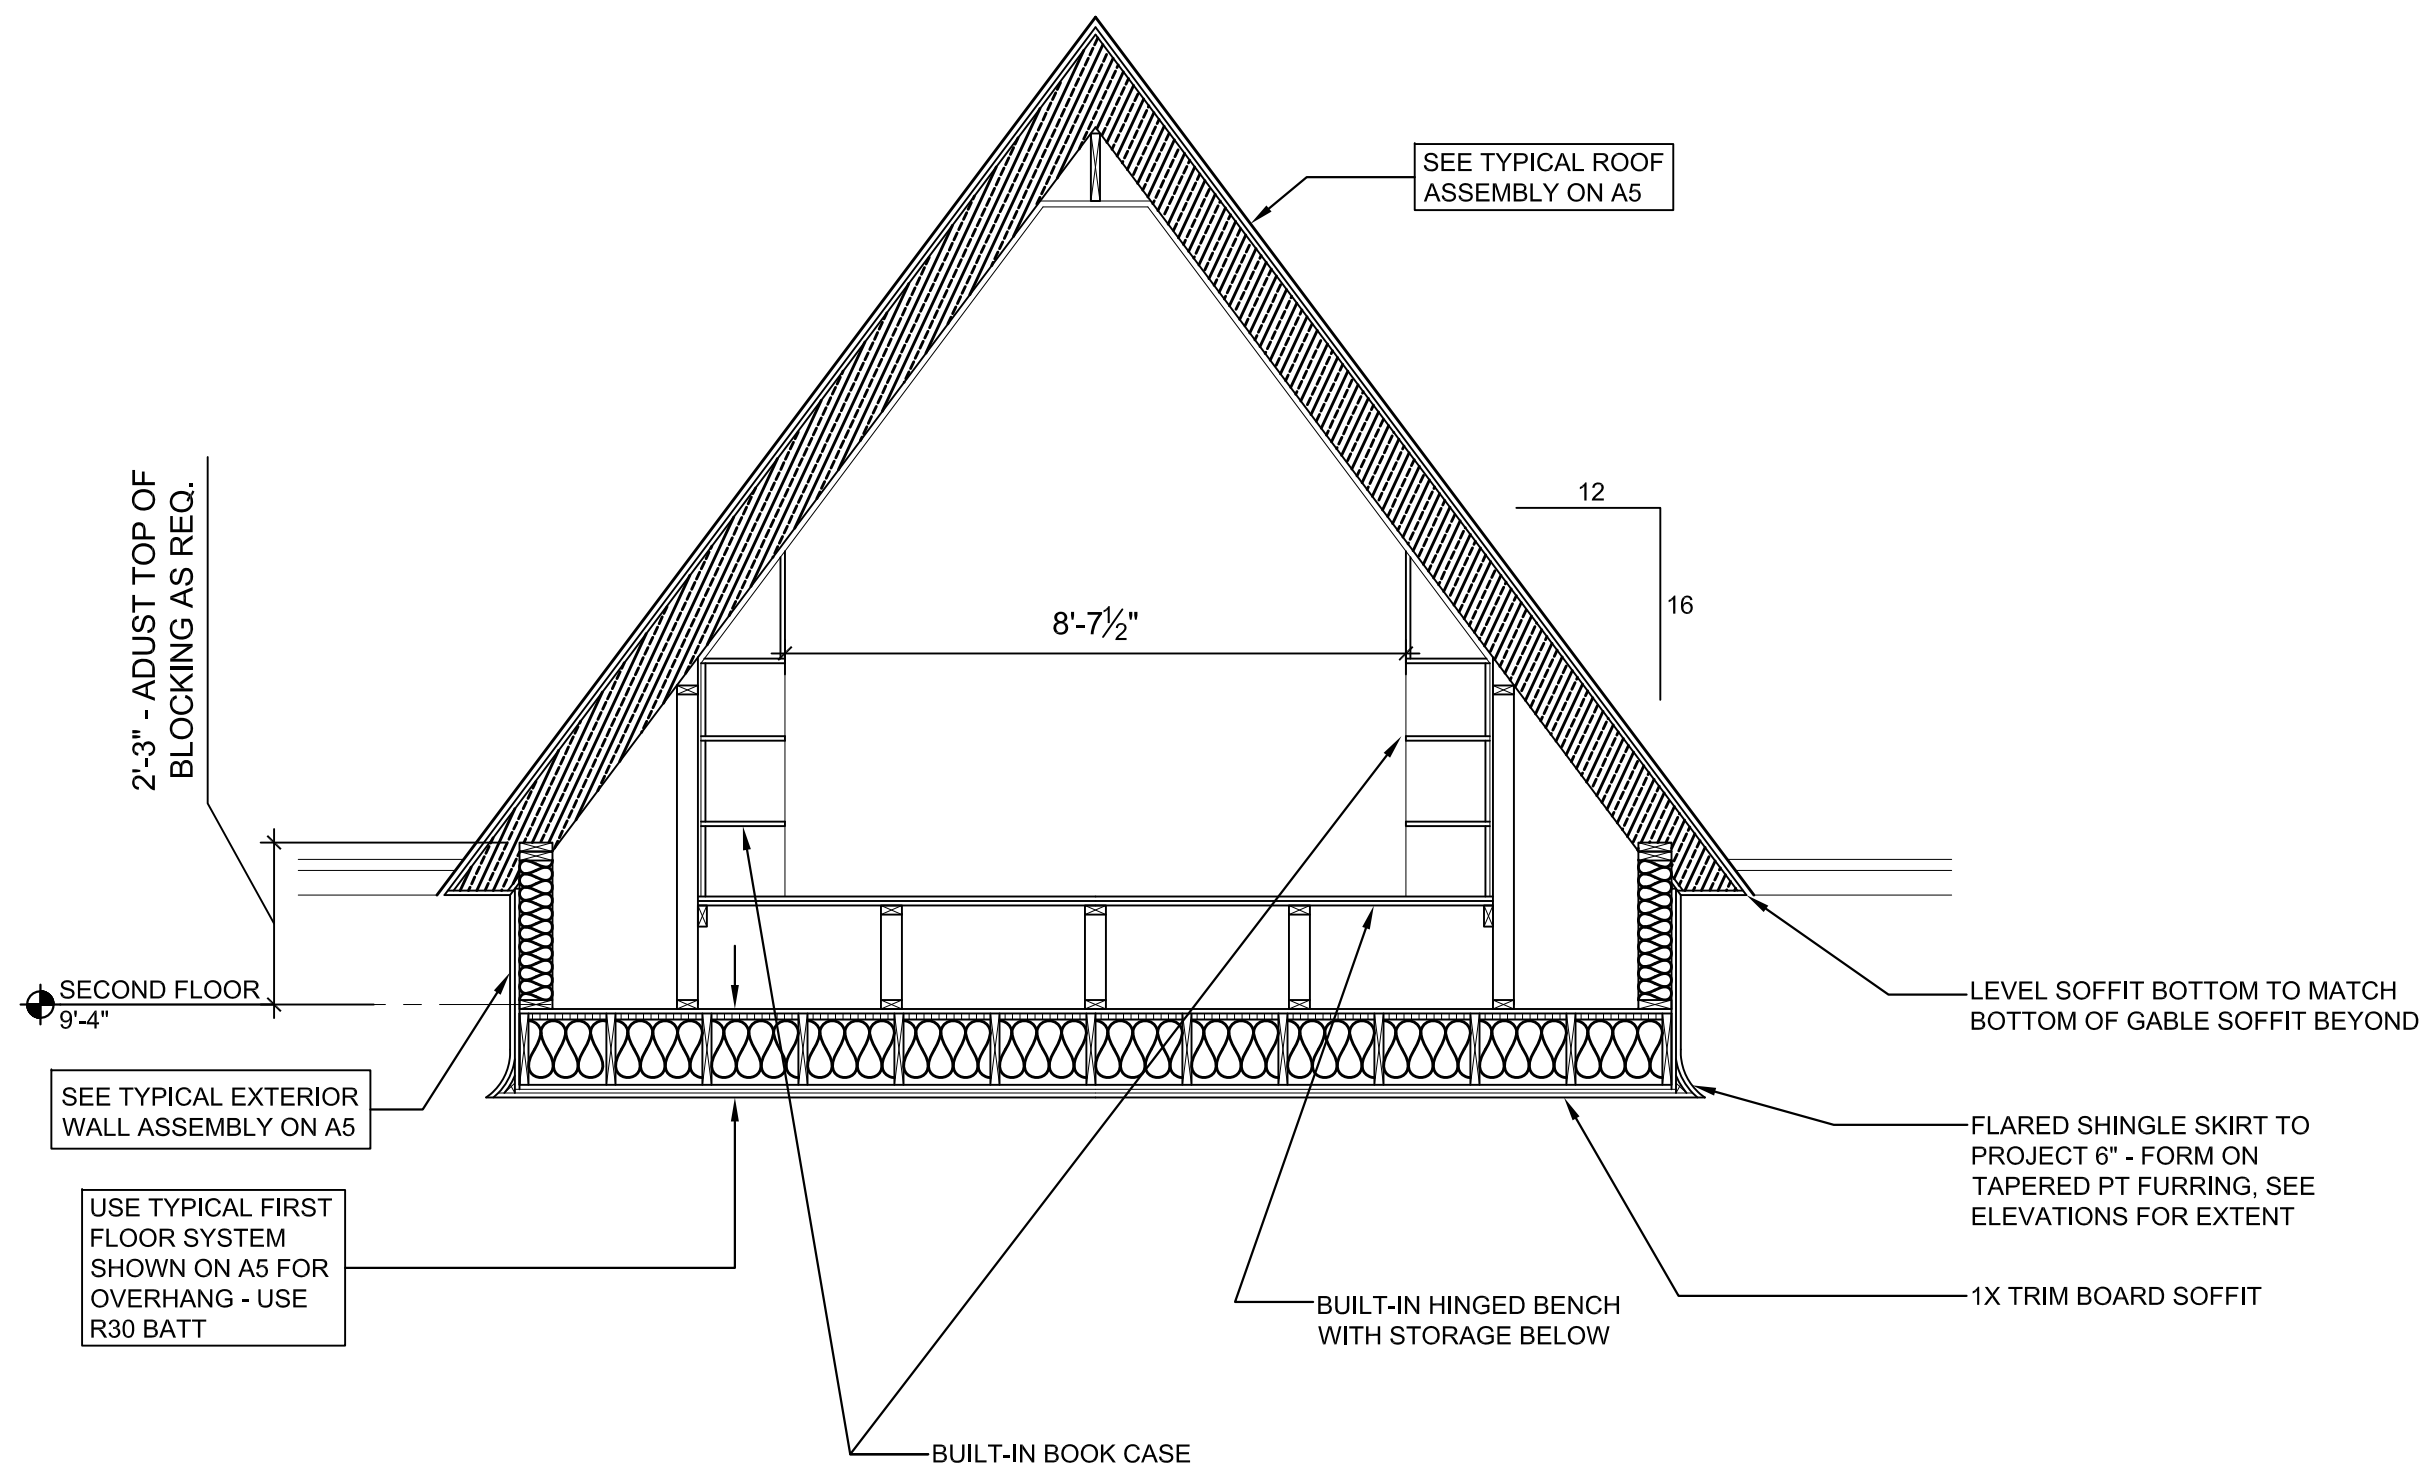 SEE TYPICAL ROOF
ASSEMBLY ON A5
12
16
2'-3" - ADUST TOP OF
BLOCKING AS REQ.
8'-7½"
SECOND FLOOR
9'-4"
LEVEL SOFFIT BOTTOM TO MATCH
BOTTOM OF GABLE SOFFIT BEYOND
SEE TYPICAL EXTERIOR
WALL ASSEMBLY ON A5
FLARED SHINGLE SKIRT TO
PROJECT 6" - FORM ON
TAPERED PT FURRING, SEE
ELEVATIONS FOR EXTENT
USE TYPICAL FIRST
FLOOR SYSTEM
SHOWN ON A5 FOR
OVERHANG - USE
R30 BATT
BUILT-IN HINGED BENCH
WITH STORAGE BELOW
1X TRIM BOARD SOFFIT
BUILT-IN BOOK CASE